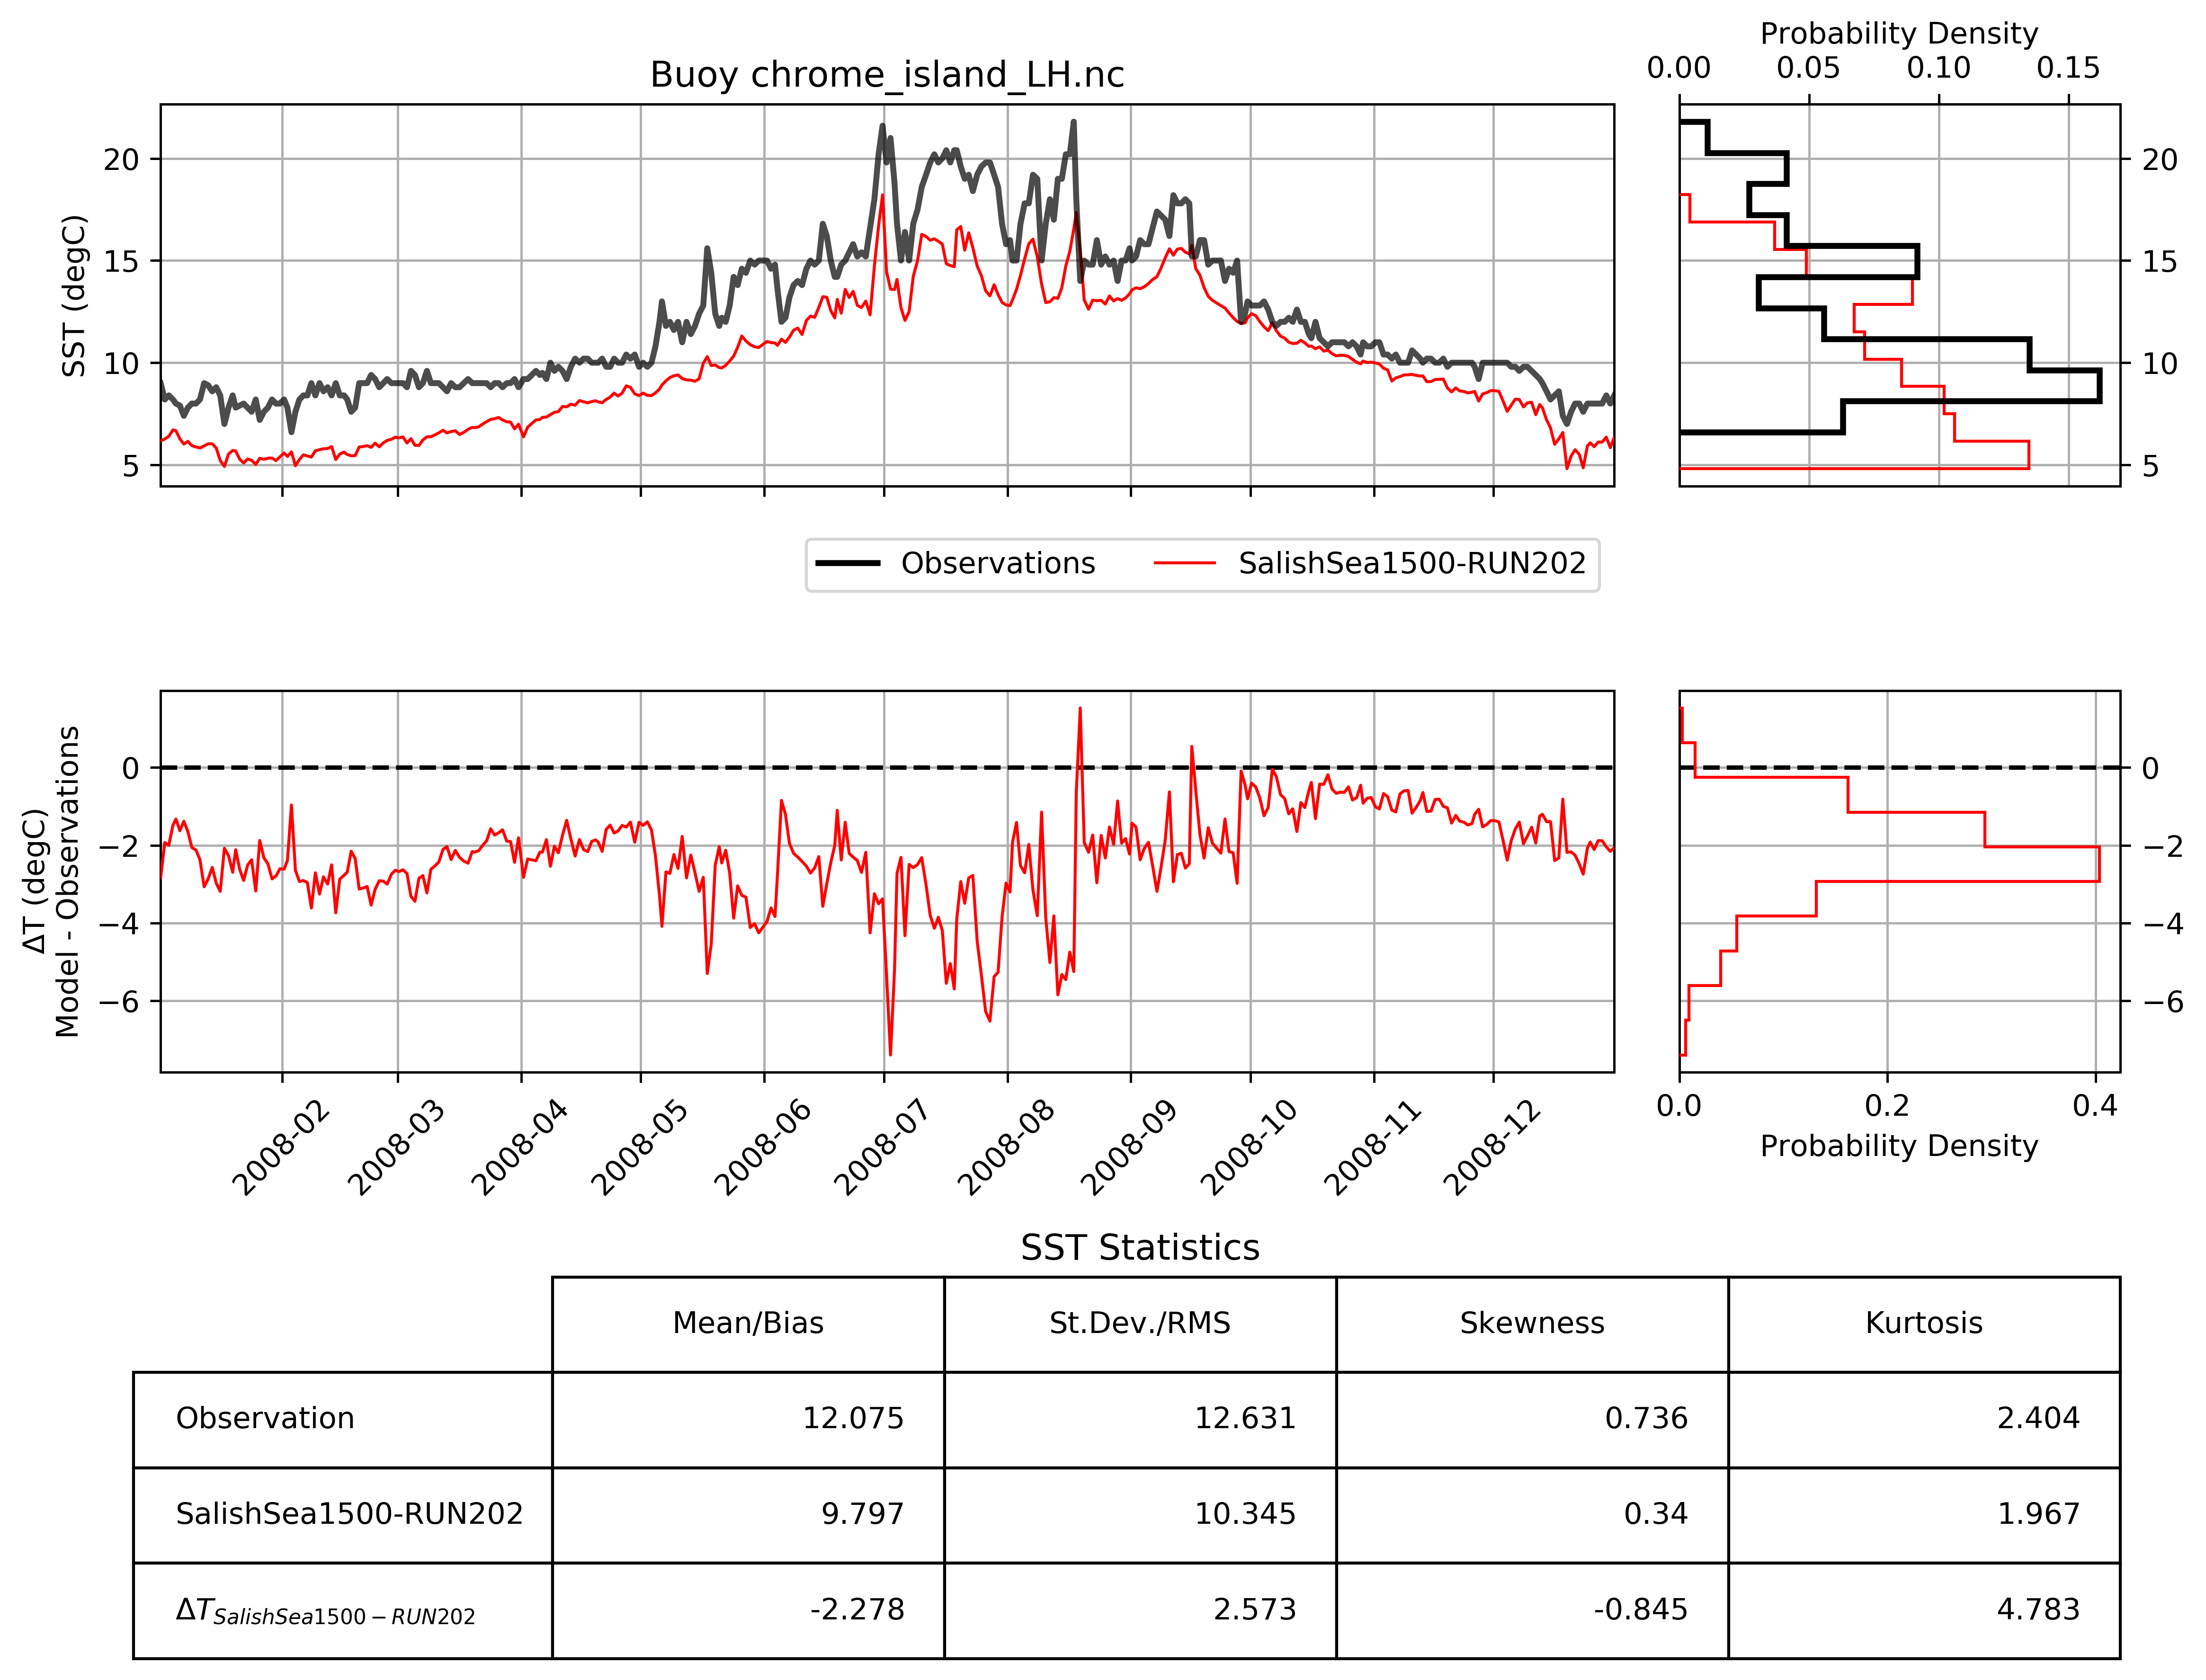 Probability Density
0.00 0.05 0.10 0.15
Buoy chrome_island_LH.nc
SST (degC)
20
15
10
5
20
15
10
5
Observations SalishSea1500-RUN202
ΔT (degC)
Model - Observations
0
−2
−4
−6
0
−2
−4
−6
2008-02 2008-03 2008-04 2008-05 2008-06 2008-07 2008-08 2008-09 2008-10 2008-11 2008-12
0.0 0.2 0.4
Probability Density
SST Statistics
Mean/Bias St.Dev./RMS Skewness Kurtosis
Observation 12.075 12.631 0.736 2.404
SalishSea1500-RUN202 9.797 10.345 0.34 1.967
ΔT SalishSea1500−RUN202 -2.278 2.573 -0.845 4.783